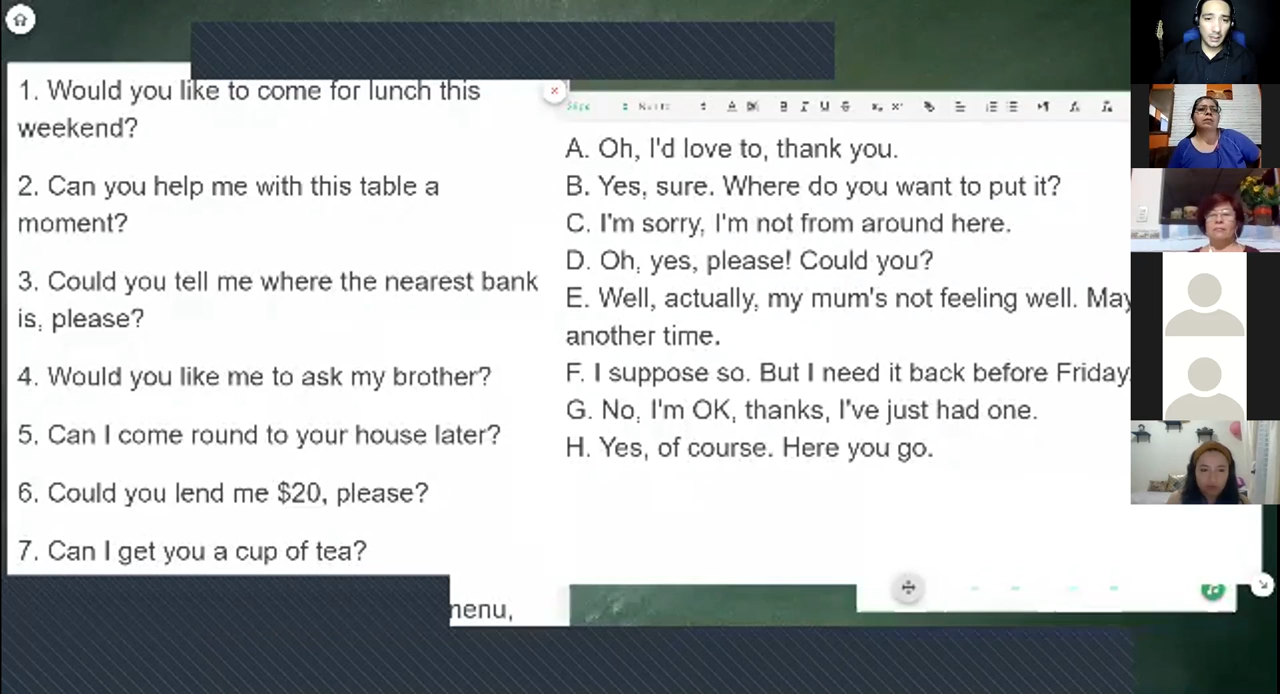 1. Would you like to come for lunch this
weekend?
2. Can you help me with this table a
moment?
3. Could you tell me where the nearest bank
is, please?
4. Would you like me to ask my brother?
5. Can I come round to your house later?
6. Could you lend me $20, please?
7. Can I get you a cup of tea?
menu,
A. Oh, I'd love to, thank you.
B. Yes, sure. Where do you want to put it?
C. I'm sorry, I'm not from around here.
D. Oh, yes, please! Could you?
E. Well, actually, my mum's not feeling well. May
another time.
F. I suppose so. But I need it back before Friday
G. No, I'm OK, thanks, I've just had one.
H. Yes, of course. Here you go.